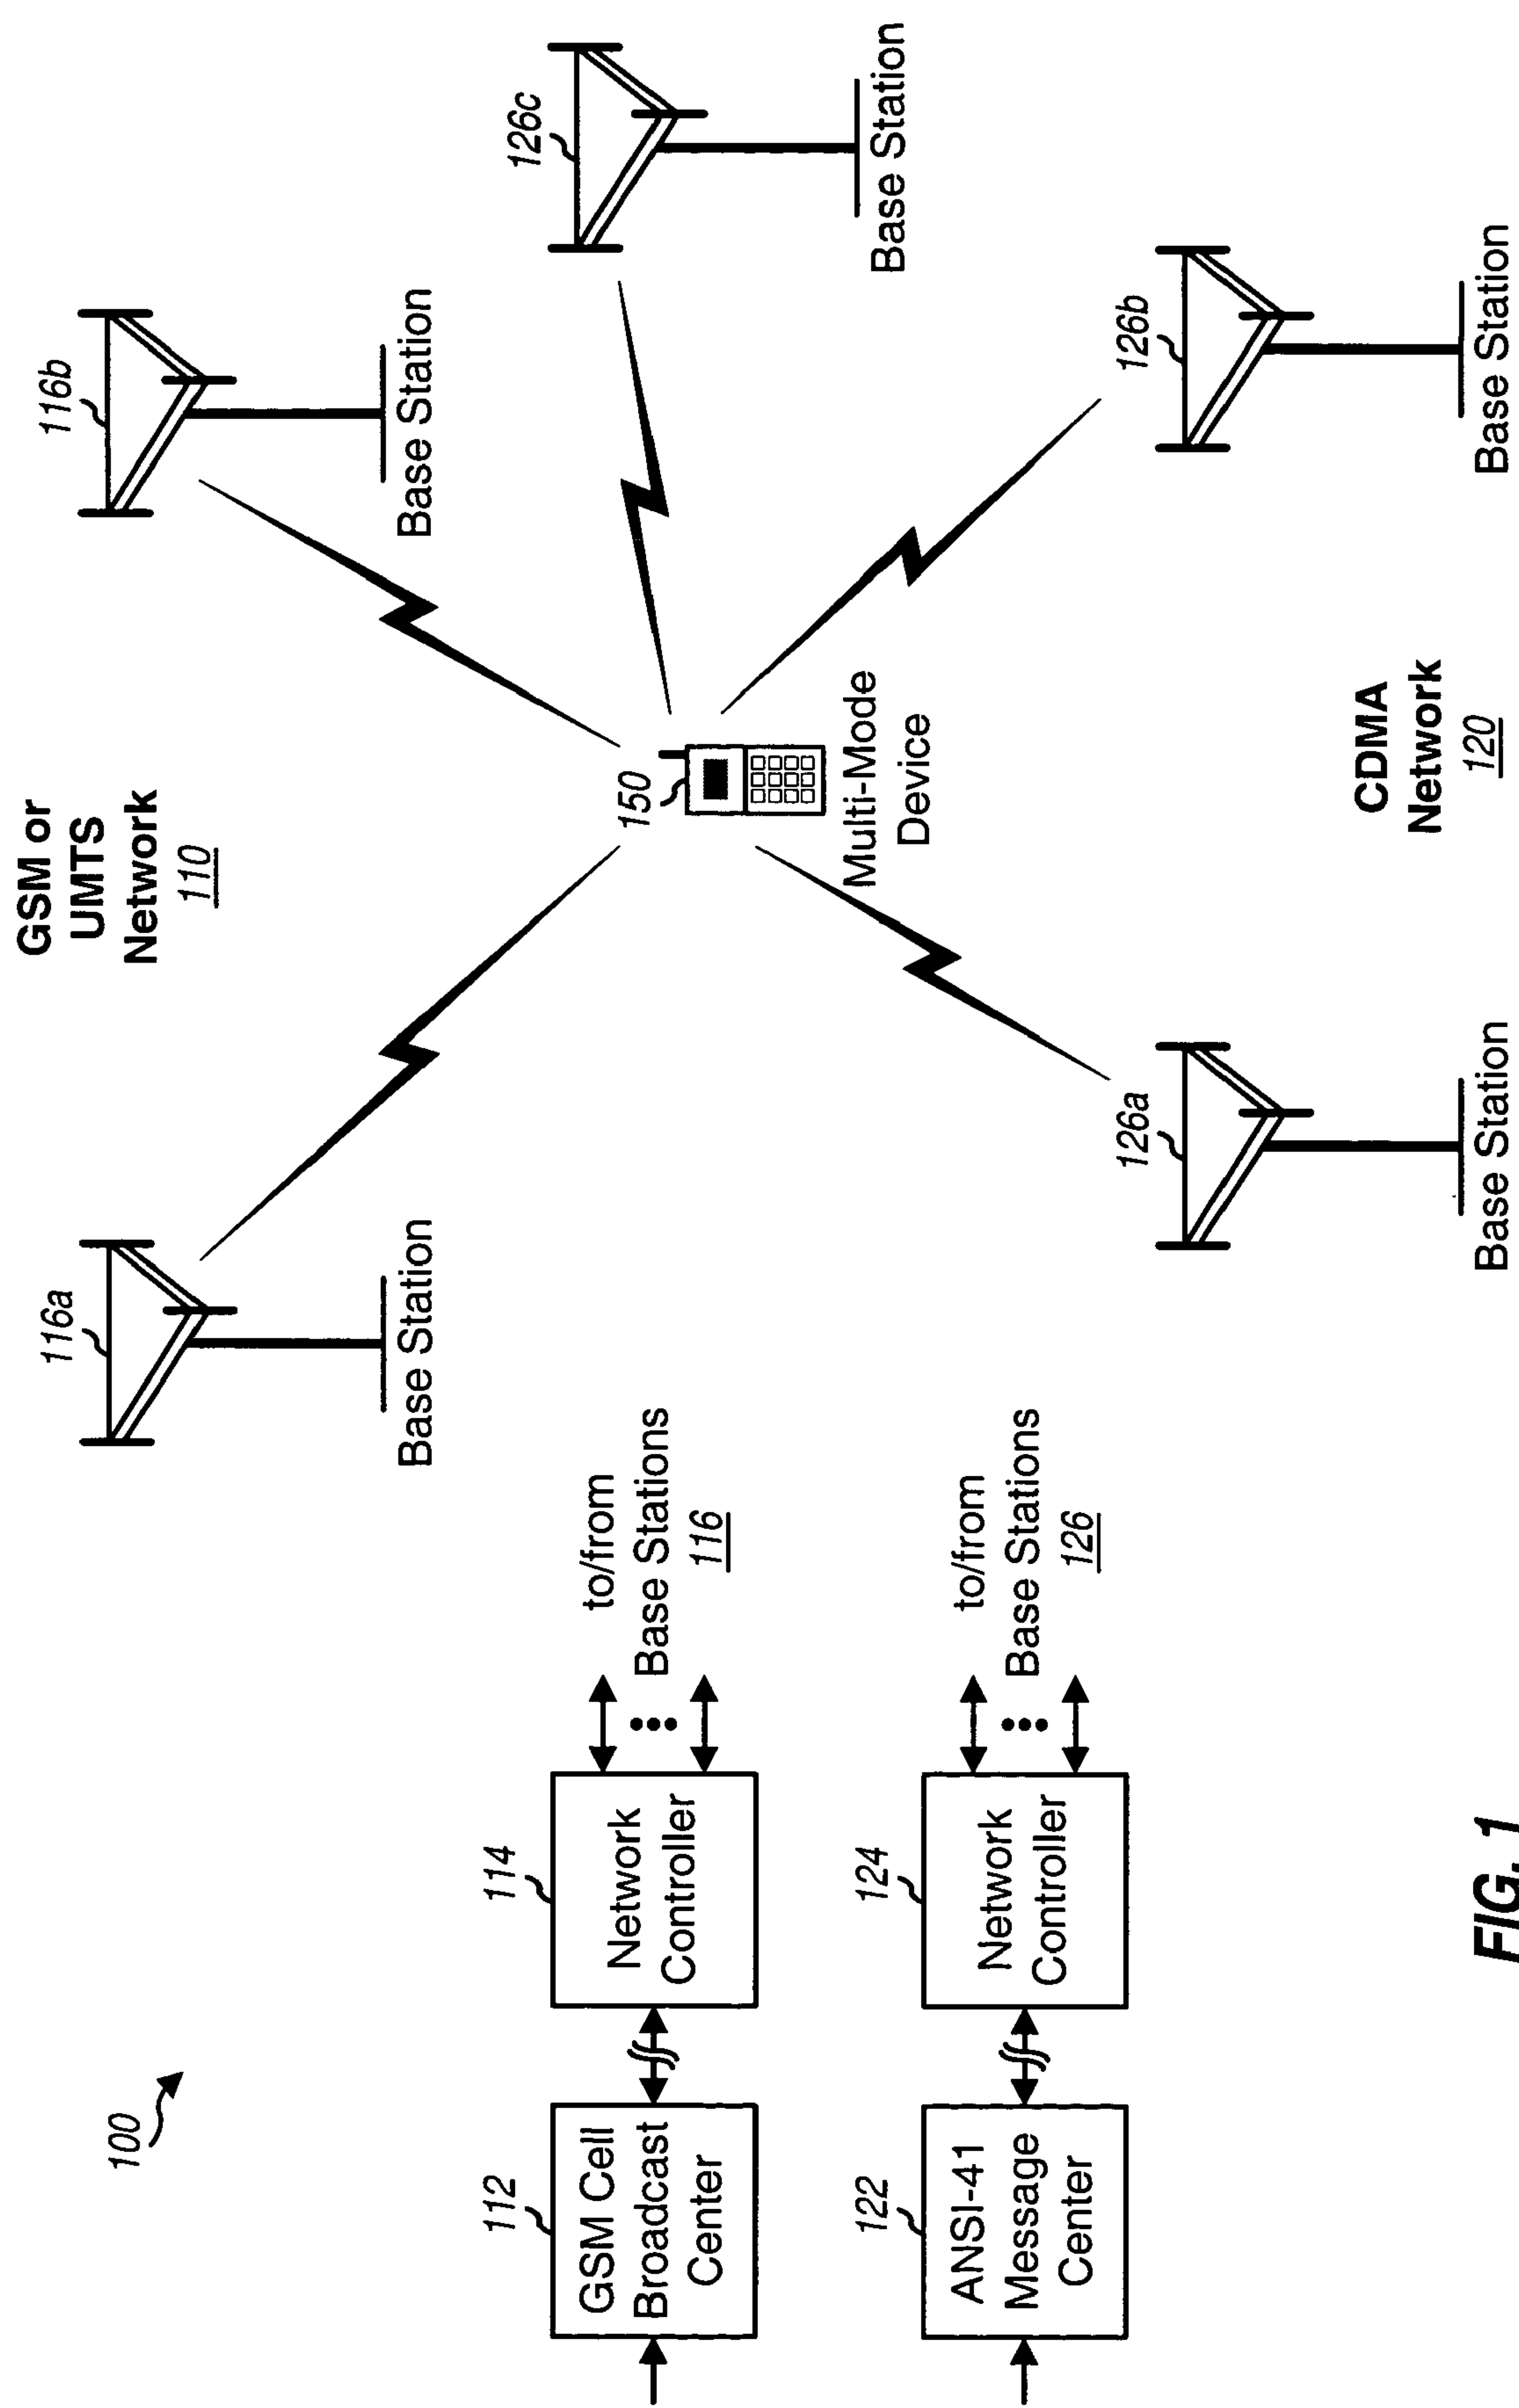 100
GSM or
UMTS
Network
110
116a
Base Station
116b
Base Station
126c
Base Station
150
Multi-Mode
Device
126a
Base Station
126b
Base Station
CDMA
Network
120
112
GSM Cell
Broadcast
Center
114
Network
Controller
to/from
Base Stations
116
122
ANSI-41
Message
Center
124
Network
Controller
to/from
Base Stations
126
FIG. 1